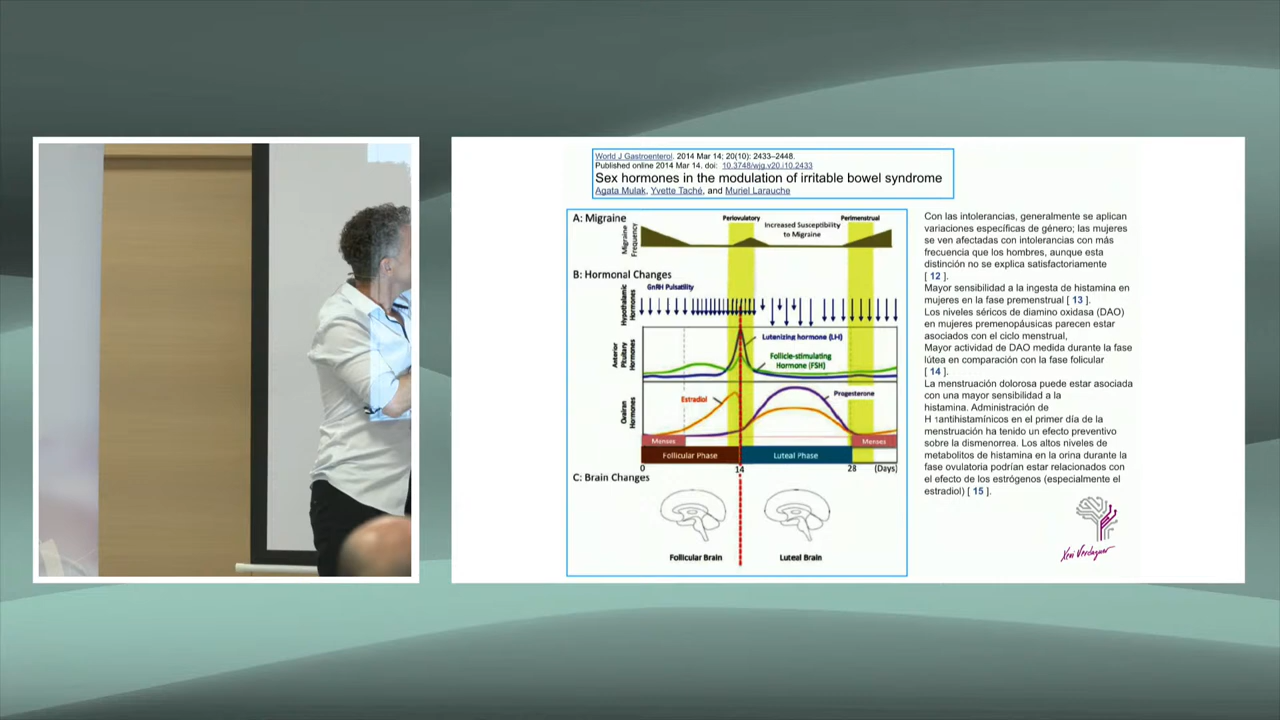 World J Gastroenterol. 2014 Mar 14; 20(10): 2433–2448.
Published online 2014 Mar 14. doi: 10.3748/wjg.v20.i10.2433
Sex hormones in the modulation of irritable bowel syndrome
Agata Mulak, Yvette Taché, and Muriel Larauche
A: Migraine
Migraine
Frequency
Periovulatory
Increased Susceptibility
to Migraine
Perimenstrual
B: Hormonal Changes
Hypothalamic
Hormones
GnRH Pulsatility
Anterior
Pituitary
Hormones
Lutenizing hormone (LH)
Follicle-stimulating
Hormone (FSH)
Ovarian
Hormones
Estradiol
Progesterone
Menses
Menses
Follicular Phase
Luteal Phase
0 14 28 (Days)
C: Brain Changes
Follicular Brain
Luteal Brain
Con las intolerancias, generalmente se aplican
variaciones específicas de género; las mujeres
se ven afectadas con intolerancias con más
frecuencia que los hombres, aunque esta
distinción no se explica satisfactoriamente
[ 12 ].
Mayor sensibilidad a la ingesta de histamina en
mujeres en la fase premenstrual [ 13 ].
Los niveles séricos de diamino oxidasa (DAO)
en mujeres premenopáusicas parecen estar
asociados con el ciclo menstrual,
Mayor actividad de DAO medida durante la fase
lútea en comparación con la fase folicular
[ 14 ].
La menstruación dolorosa puede estar asociada
con una mayor sensibilidad a la
histamina. Administración de
H 1antihistamínicos en el primer día de la
menstruación ha tenido un efecto preventivo
sobre la dismenorrea. Los altos niveles de
metabolitos de histamina en la orina durante la
fase ovulatoria podrían estar relacionados con
el efecto de los estrógenos (especialmente el
estradiol) [ 15 ].
Xevi Verdaguer